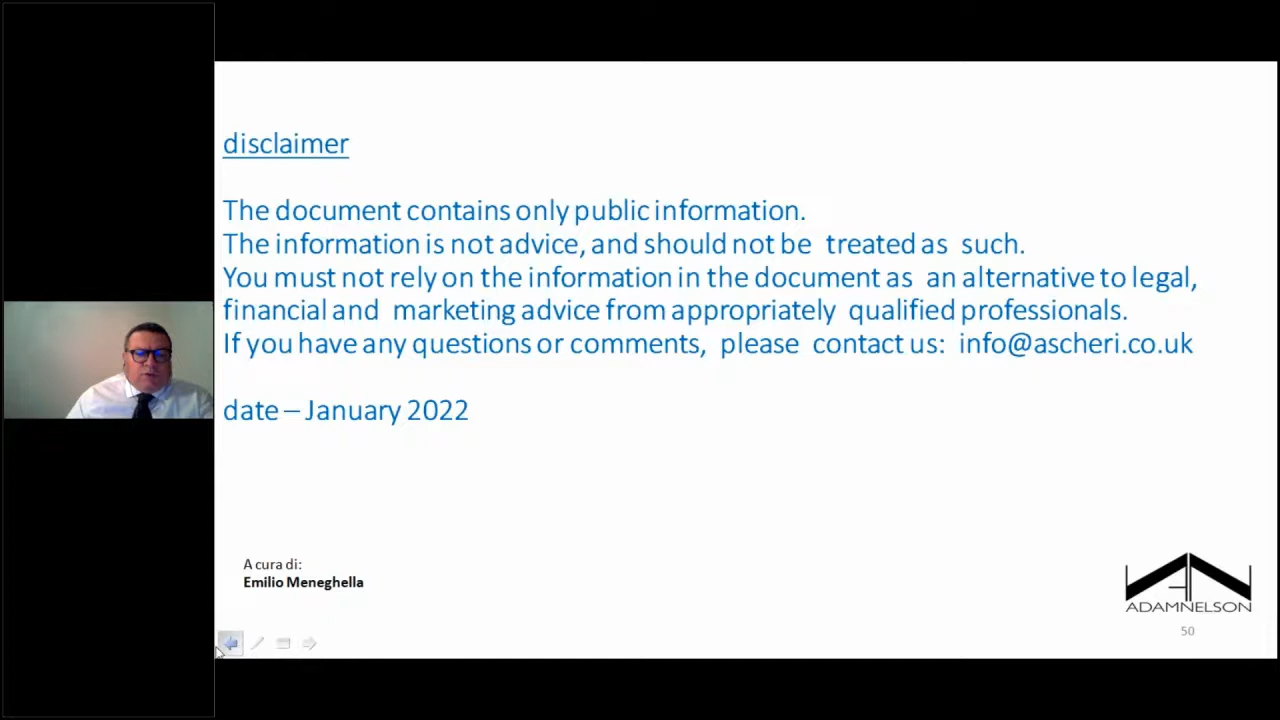 disclaimer
The document contains only public information.
The information is not advice, and should not be treated as such.
You must not rely on the information in the document as an alternative to legal,
financial and marketing advice from appropriately qualified professionals.
If you have any questions or comments, please contact us: info@ascheri.co.uk
date – January 2022
A cura di:
Emilio Meneghella
ADAMNELSON
50